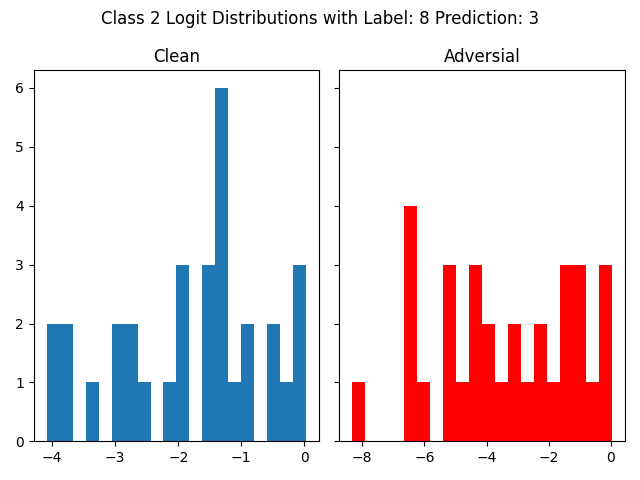 Class 2 Logit Distributions with Label: 8 Prediction: 3
Clean
Adversial
6
5
4
3
2
1
0
−4 −3 −2 −1 0
−8 −6 −4 −2 0